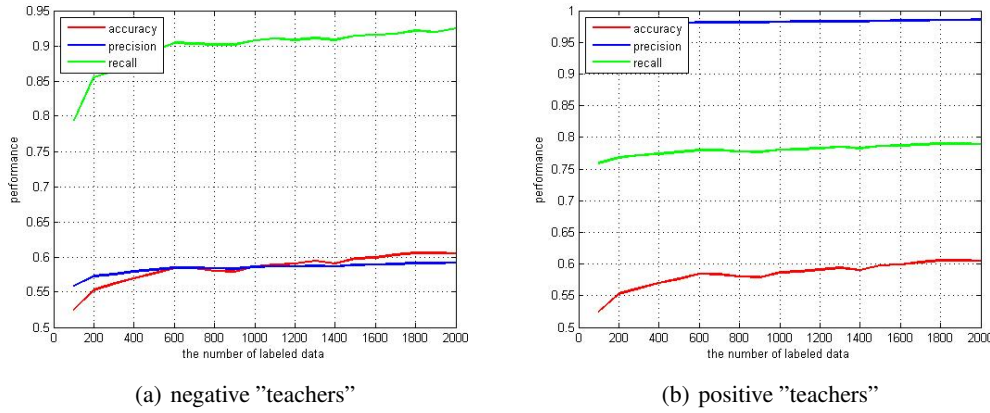 0.95
0.9
0.85
0.8
0.75
0.7
0.65
0.6
0.55
0.5
performance
accuracy
precision
recall
0 200 400 600 800 1000 1200 1400 1600 1800 2000
the number of labeled data
(a) negative ”teachers”
1
0.95
0.9
0.85
0.8
0.75
0.7
0.65
0.6
0.55
0.5
performance
accuracy
precision
recall
0 200 400 600 800 1000 1200 1400 1600 1800 2000
the number of labeled data
(b) positive ”teachers”